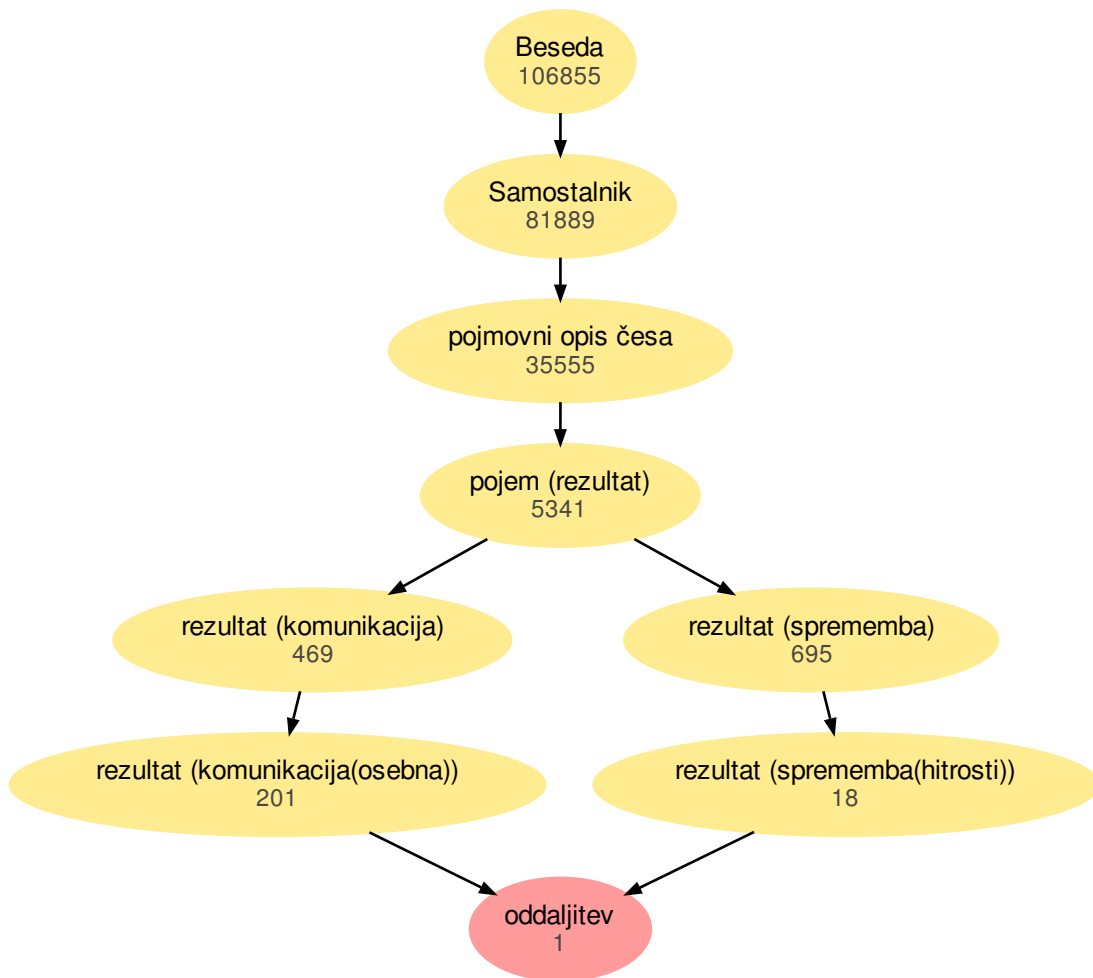 Beseda
106855
Samostalnik
81889
pojmovni opis česa
35555
pojem (rezultat)
5341
rezultat (komunikacija)
469
rezultat (sprememba)
695
rezultat (komunikacija(osebna))
201
rezultat (sprememba(hitrosti))
18
oddaljitev
1